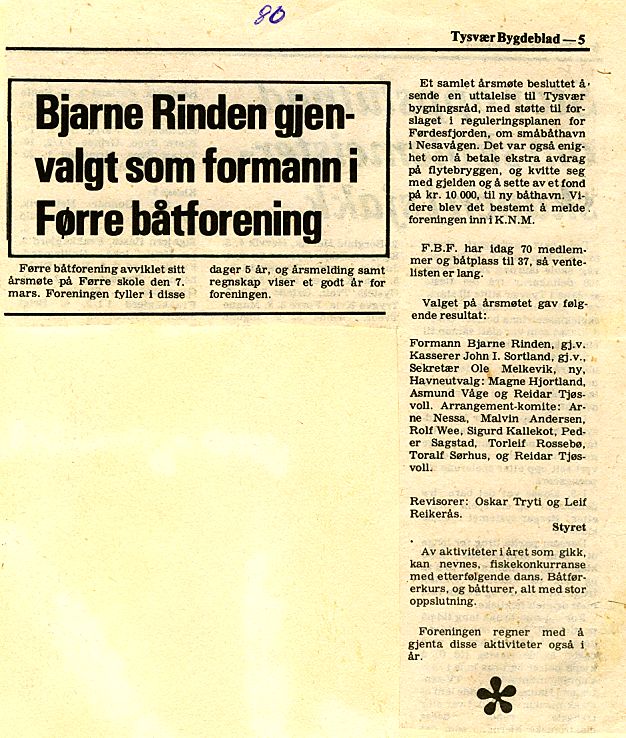 80
Tysvær Bygdeblad — 5
Bjarne Rinden gjen-
valgt som formann i
Førre båtforening
Førre båtforening avviklet sitt
årsmøte på Førre skole den 7.
mars. Foreningen fyller i disse
dager 5 år, og årsmelding samt
regnskap viser et godt år for
foreningen.
Et samlet årsmøte besluttet å
sende en uttalelse til Tysvær
bygningsråd, med støtte til for-
slaget i reguleringsplanen for
Førdesfjorden, om småbåthavn
i Nesavågen. Det var også enig-
het om å betale ekstra avdrag
på flytebryggen, og kvitte seg
med gjelden og å sette av et fond
på kr. 10 000, til ny båthavn. Vi-
dere blev det bestemt å melde
foreningen inn i K.N.M.
F.B.F. har idag 70 medlem-
mer og båtplass til 37, så vente-
listen er lang.
Valget på årsmøtet gav følg-
ende resultat:
Formann Bjarne Rinden, gj.v.
Kasserer John I. Sortland, gj.v.,
Sekretær Ole Melkevik, ny,
Havneutvalg: Magne Hjortland,
Asmund Våge og Reidar Tjøs-
voll. Arrangement-komite: Ar-
ne Nessa, Malvin Andersen,
Rolf Wee, Sigurd Kallekot, Ped-
er Sagstad, Torleif Rossebø,
Toralf Sørhus, og Reidar Tjøs-
voll.
Revisorer: Oskar Tryti og Leif
Reikerås.
Styret
Av aktiviteter i året som gikk,
kan nevnes, fiskekonkurranse
med etterfølgende dans. Båtfør-
erkurs, og båtturer, alt med stor
oppslutning.
Foreningen regner med å
gjenta disse aktiviteter også i
år.